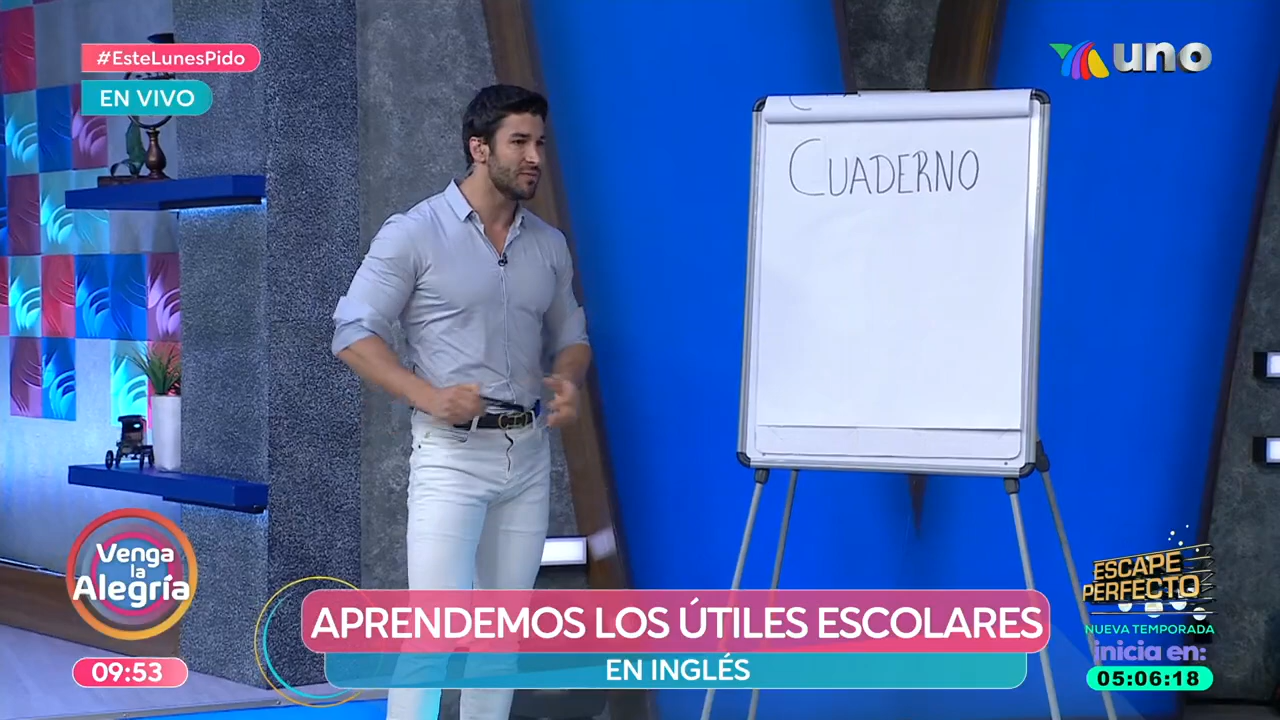 #EsteLunesPido
EN VIVO
uno
CUADERNO
Venga
la
Alegría
ESCAPE
PERFECTO
NUEVA TEMPORADA
inicia en:
05:06:18
APRENDEMOS LOS ÚTILES ESCOLARES
EN INGLÉS
09:53